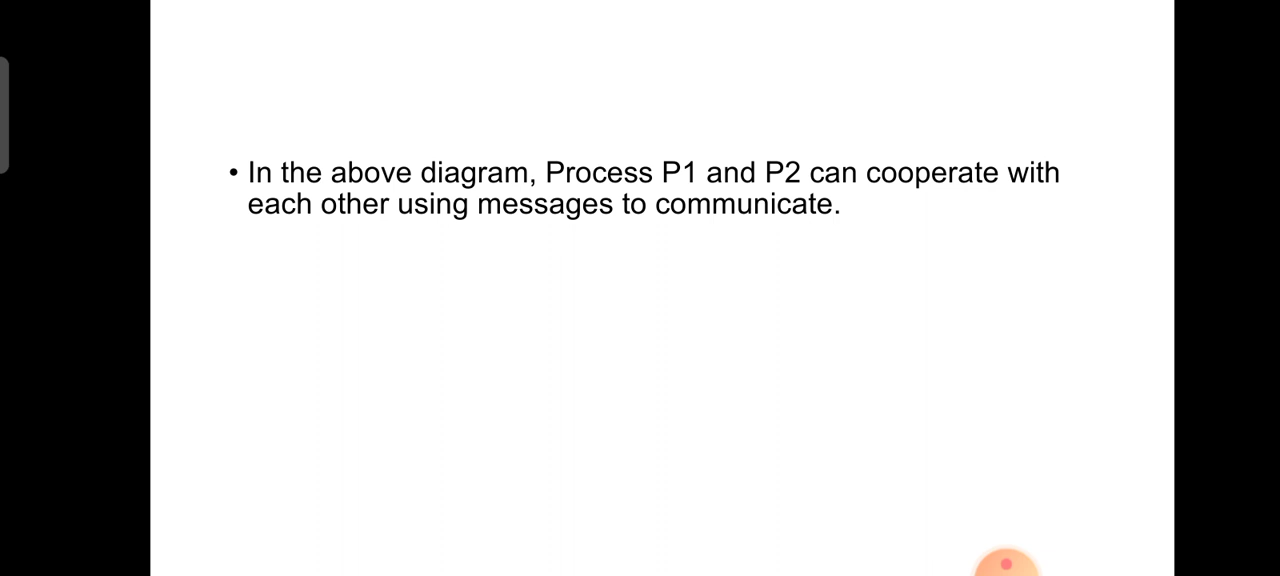 • In the above diagram, Process P1 and P2 can cooperate with
each other using messages to communicate.